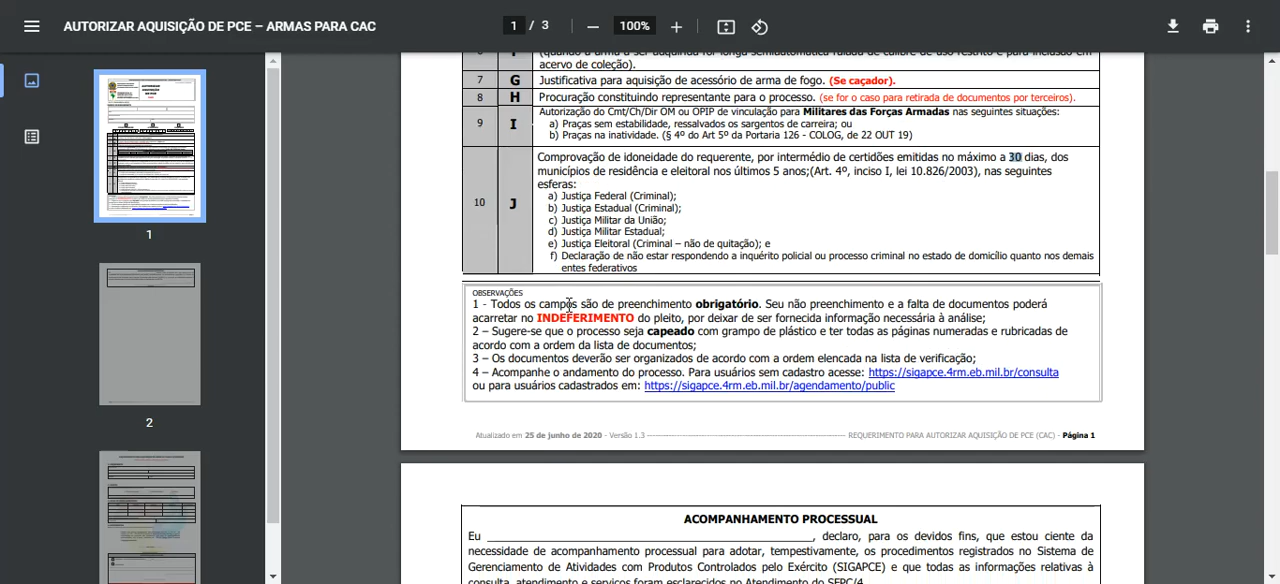 AUTORIZAR AQUISIÇÃO DE PCE – ARMAS PARA CAC
1 / 3
100%
1
2
acervo de coleção).
7 G Justificativa para aquisição de acessório de arma de fogo. (Se caçador).
8 H Procuração constituindo representante para o processo. (se for o caso para retirada de documentos por terceiros).
9 I Autorização do Cmt/Ch/Dir OM ou OPIP de vinculação para Militares das Forças Armadas nas seguintes situações:
a) Praças sem estabilidade, ressalvados os sargentos de carreira; ou
b) Praças na inatividade. (§ 4º do Art 5º da Portaria 126 - COLOG, de 22 OUT 19)
10 J Comprovação de idoneidade do requerente, por intermédio de certidões emitidas no máximo a 30 dias, dos
municípios de residência e eleitoral nos últimos 5 anos;(Art. 4º, inciso I, lei 10.826/2003), nas seguintes
esferas:
a) Justiça Federal (Criminal);
b) Justiça Estadual (Criminal);
c) Justiça Militar da União;
d) Justiça Militar Estadual;
e) Justiça Eleitoral (Criminal – não de quitação); e
f) Declaração de não estar respondendo a inquérito policial ou processo criminal no estado de domicílio quanto nos demais
entes federativos
OBSERVAÇÕES
1 - Todos os campos são de preenchimento obrigatório. Seu não preenchimento e a falta de documentos poderá
acarretar no INDEFERIMENTO do pleito, por deixar de ser fornecida informação necessária à análise;
2 – Sugere-se que o processo seja capeado com grampo de plástico e ter todas as páginas numeradas e rubricadas de
acordo com a ordem da lista de documentos;
3 – Os documentos deverão ser organizados de acordo com a ordem elencada na lista de verificação;
4 – Acompanhe o andamento do processo. Para usuários sem cadastro acesse: https://sigapce.4rm.eb.mil.br/consulta
ou para usuários cadastrados em: https://sigapce.4rm.eb.mil.br/agendamento/public
Atualizado em 25 de junho de 2020 - Versão 1.3 ---- REQUERIMENTO PARA AUTORIZAR AQUISIÇÃO DE PCE (CAC) - Página 1
ACOMPANHAMENTO PROCESSUAL
Eu ____________________, declaro, para os devidos fins, que estou ciente da
necessidade de acompanhamento processual para adotar, tempestivamente, os procedimentos registrados no Sistema de
Gerenciamento de Atividades com Produtos Controlados pelo Exército (SIGAPCE) e que todas as informações relativas à
consulta, atendimento e serviços foram esclarecidos no Atendimento do SFPC/4.